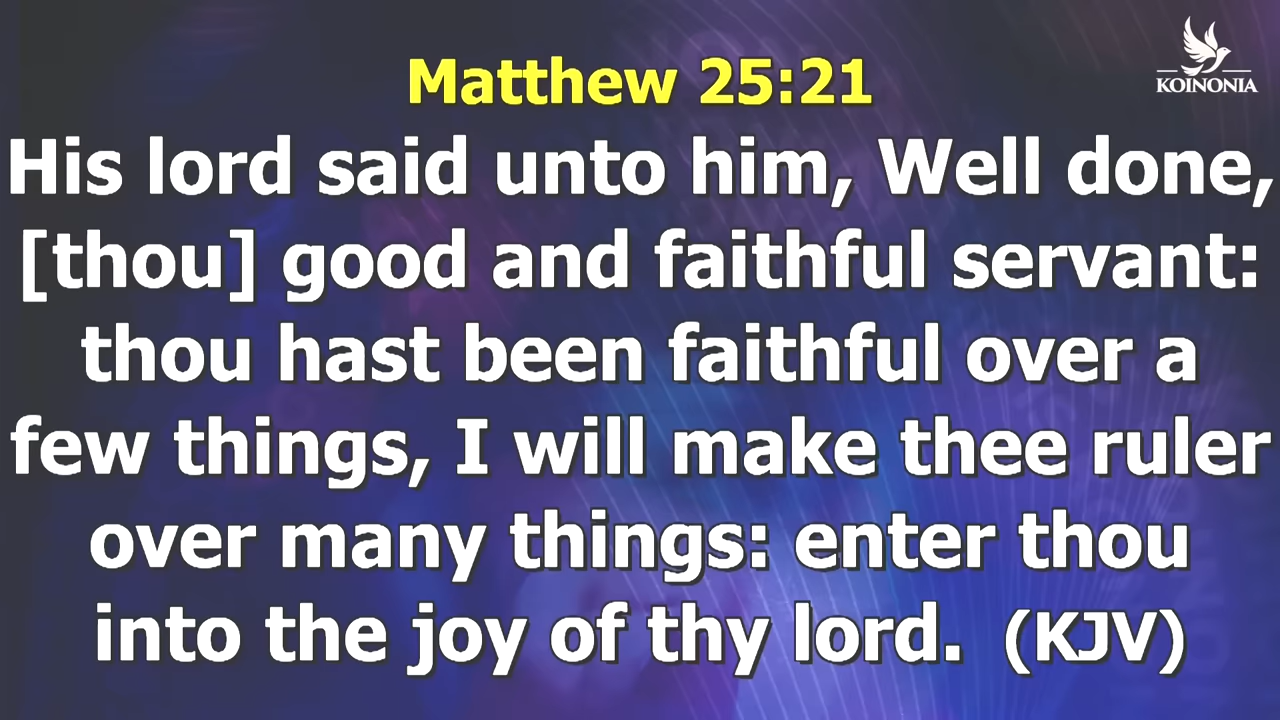 KOINONIA
Matthew 25:21
His lord said unto him, Well done,
[thou] good and faithful servant:
thou hast been faithful over a
few things, I will make thee ruler
over many things: enter thou
into the joy of thy lord. (KJV)